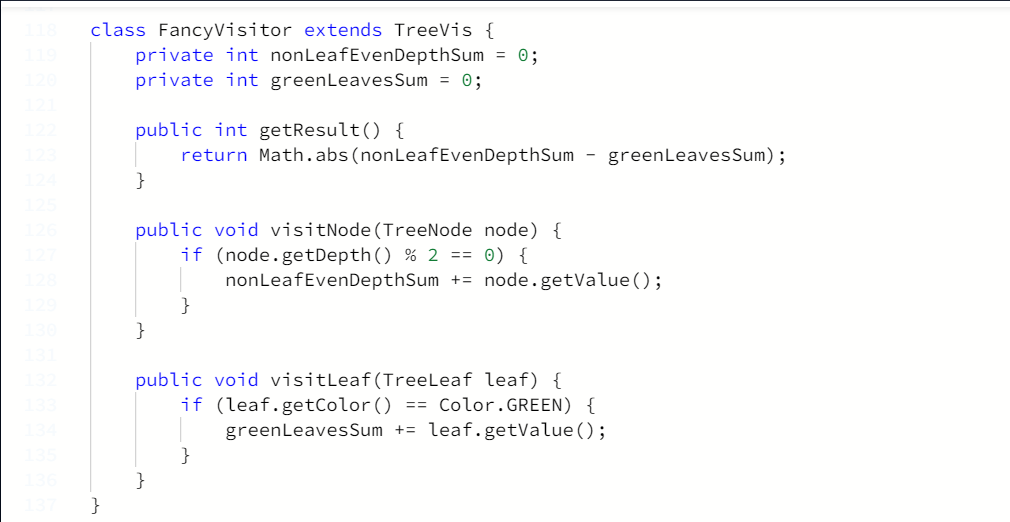 118 class FancyVisitor extends TreeVis {
119     private int nonLeafEvenDepthSum = 0;
120     private int greenLeavesSum = 0;
121
122     public int getResult() {
123         return Math.abs(nonLeafEvenDepthSum - greenLeavesSum);
124     }
125
126     public void visitNode(TreeNode node) {
127         if (node.getDepth() % 2 == 0) {
128             nonLeafEvenDepthSum += node.getValue();
129         }
130     }
131
132     public void visitLeaf(TreeLeaf leaf) {
133         if (leaf.getColor() == Color.GREEN) {
134             greenLeavesSum += leaf.getValue();
135         }
136     }
137 }